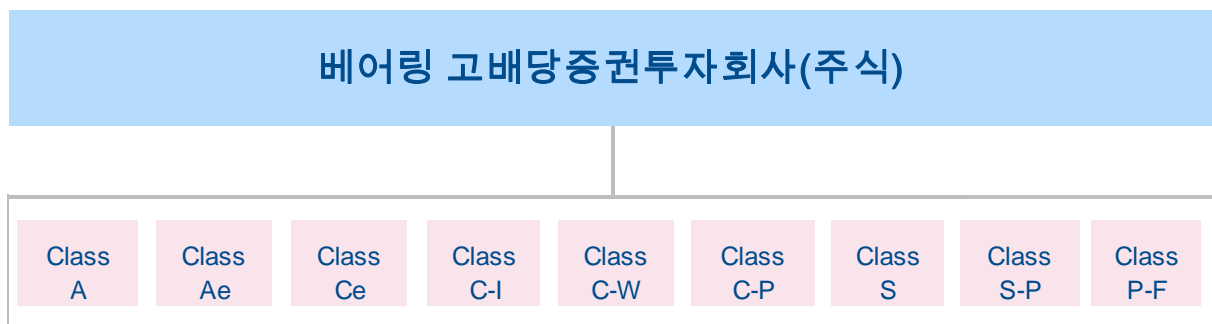 베어링 고배당증권투자회사(주식)
Class Class Class Class Class Class Class Class Class
A Ae Ce C-I C-W C-P S S-P P-F